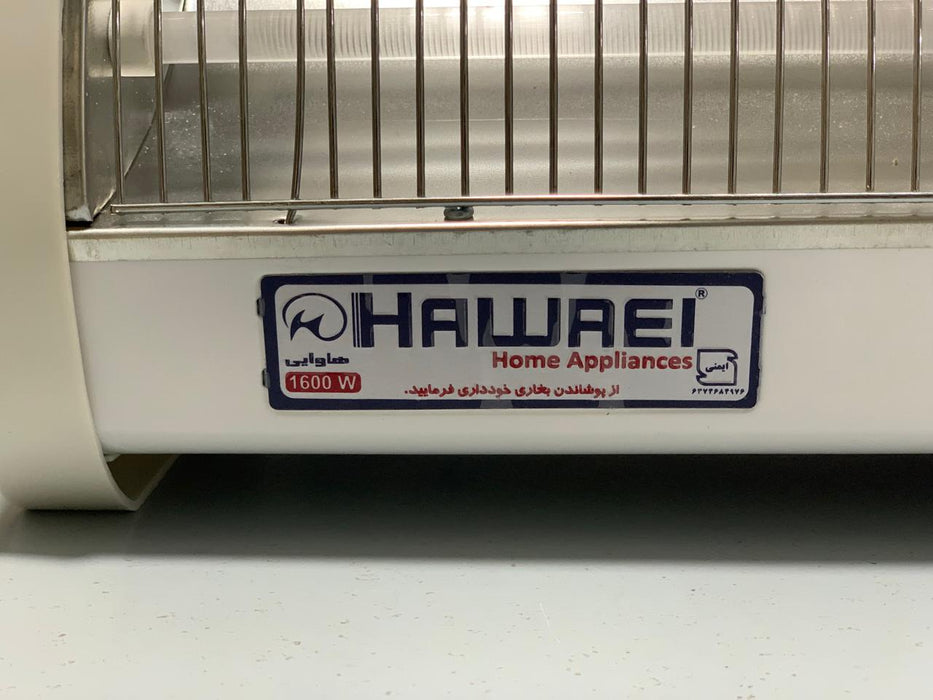 HAWAEI®
هاوایی
Home Appliances
ایمنی
1600 W
از پوشاندن بخاری خودداری فرمایید.